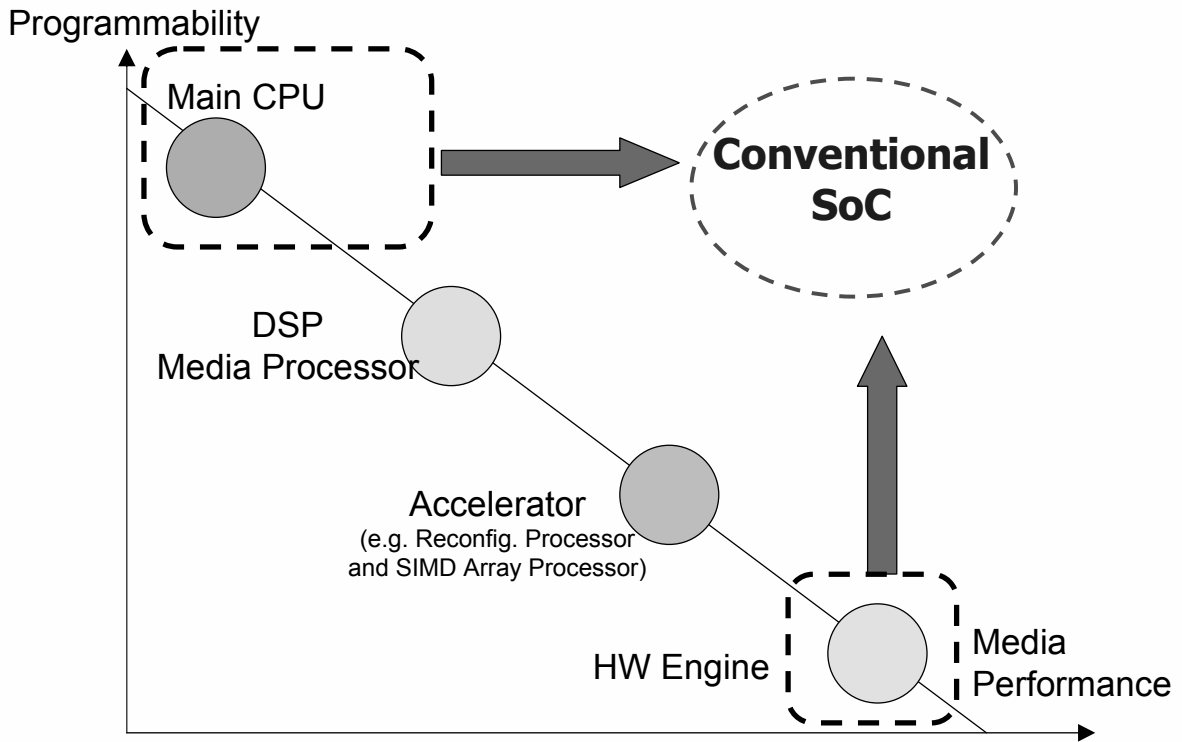 Programmability
Main CPU
Conventional
SoC
DSP
Media Processor
Accelerator
(e.g. Reconfig. Processor
and SIMD Array Processor)
HW Engine
Media
Performance